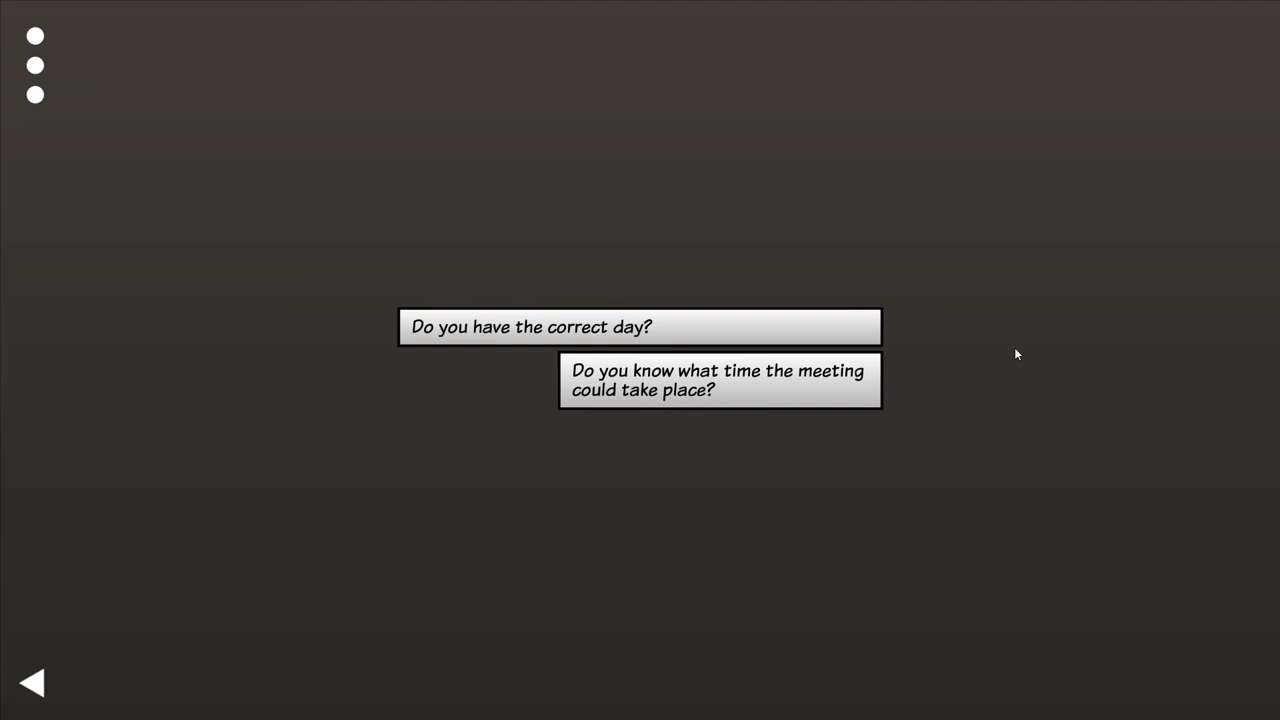 Do you have the correct day?
Do you know what time the meeting
could take place?